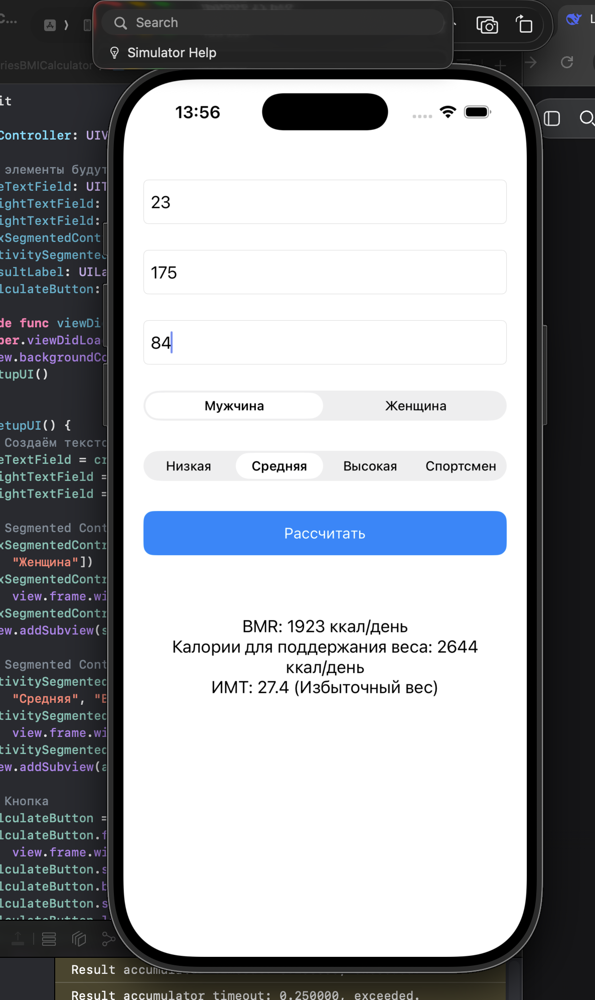 Search
Simulator Help
riesBMICalculator
13:56
it
Controller: UIV
элементы будут
eTextField: UIT
ightTextField:
ightTextField:
xSegmentedCont
tivitySegmente
sultLabel: UILa
lculateButton:
de func viewDi
per.viewDidLoa
ew.backgroundCo
tupUI()
etupUI() {
Создаём тексто
eTextField = cr
ightTextField =
ightTextField =
Segmented Cont
xSegmentedContr
"Женщина"])
xSegmentedContr
view.frame.wi
xSegmentedContr
ew.addSubview(s
Segmented Cont
tivitySegmented
"Средняя", "В
tivitySegmented
view.frame.wi
tivitySegmented
ew.addSubview(a
Кнопка
lculateButton =
lculateButton.f
view.frame.wi
lculateButton.s
lculateButton.b
lculateButton.s
23
175
84
Мужчина Женщина
Низкая Средняя Высокая Спортсмен
Рассчитать
BMR: 1923 ккал/день
Калории для поддержания веса: 2644
ккал/день
ИМТ: 27.4 (Избыточный вес)
Result accumulat
Result accumulator timeout: 0.250000, exceeded.